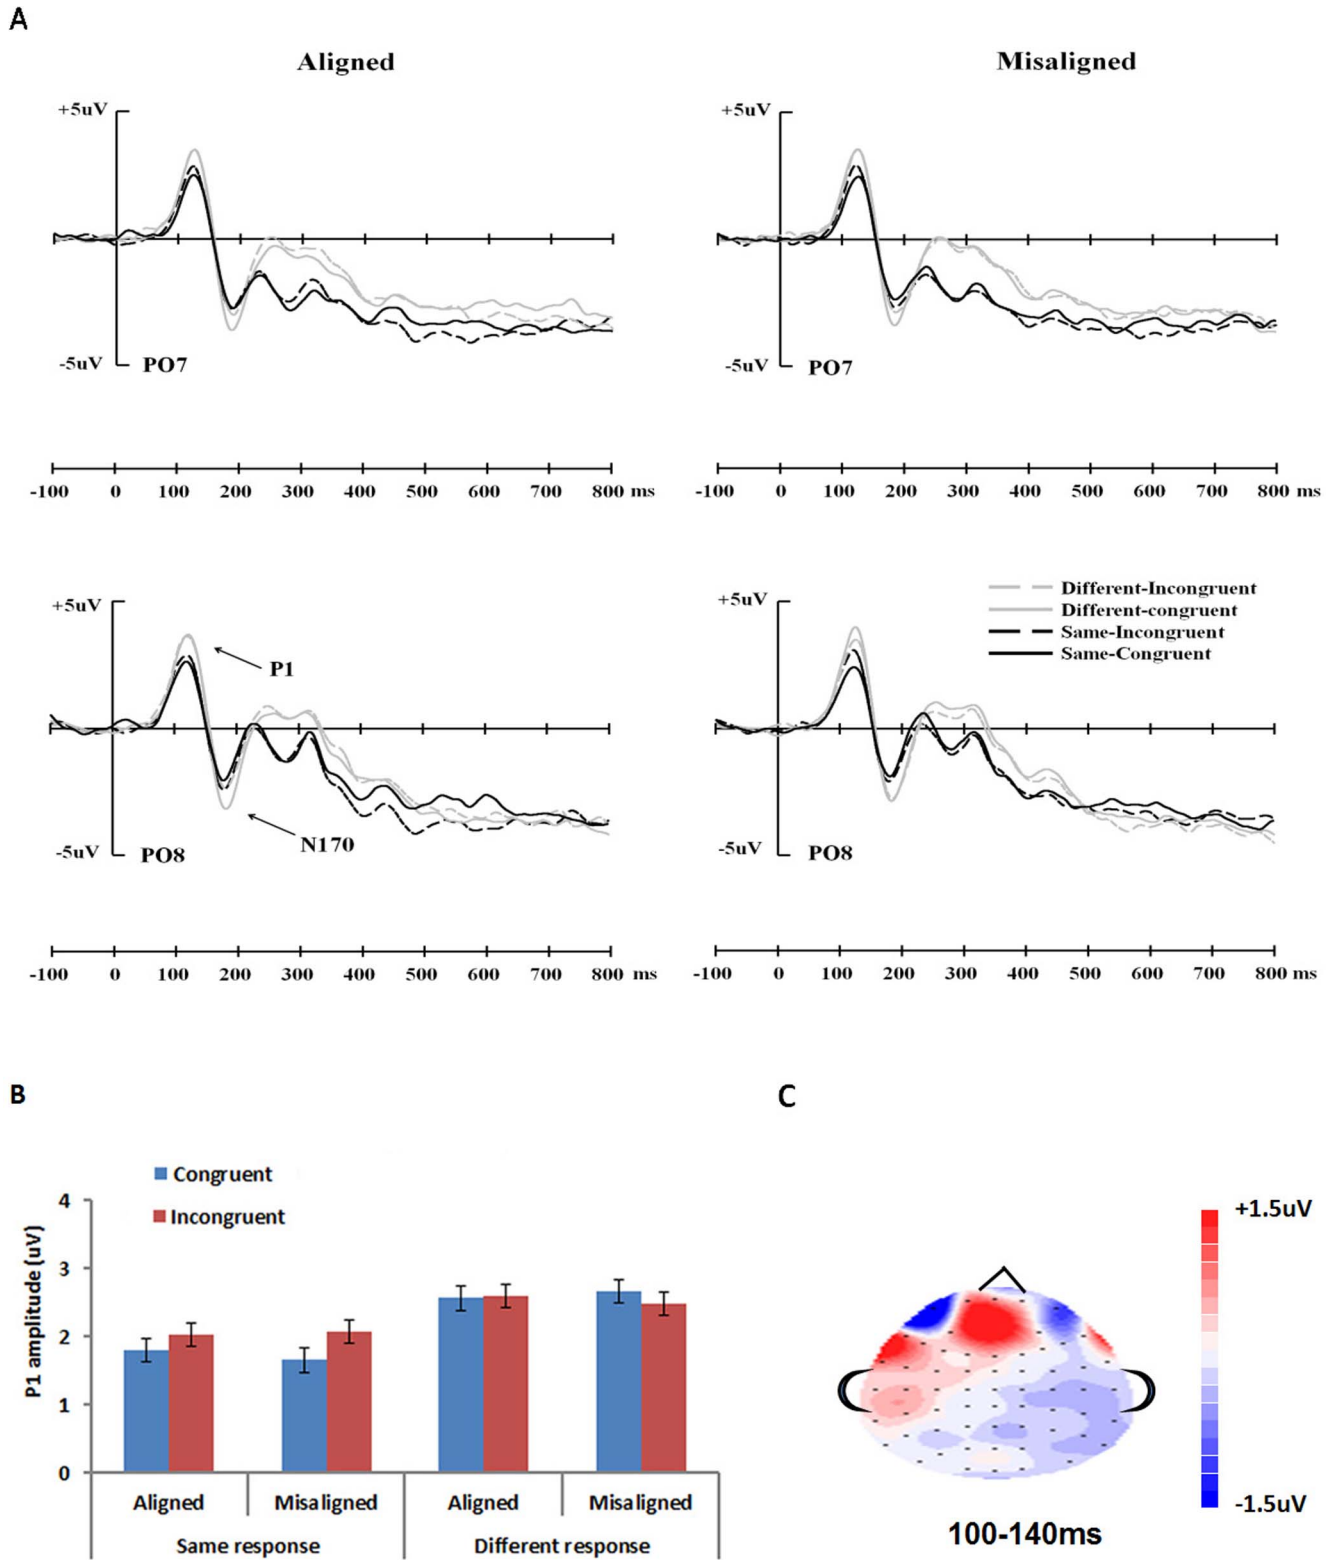 A
Aligned
Misaligned
+5uV
+5uV
-5uV
PO7
-5uV
PO7
-100 0 100 200 300 400 500 600 700 800 ms
-100 0 100 200 300 400 500 600 700 800 ms
+5uV
P1
N170
-5uV
PO8
+5uV
Different-Incongruent
Different-congruent
Same-Incongruent
Same-Congruent
-5uV
PO8
-100 0 100 200 300 400 500 600 700 800 ms
-100 0 100 200 300 400 500 600 700 800 ms
B
Congruent
Incongruent
P1 amplitude (uV)
4
3
2
1
0
Aligned Misaligned Aligned Misaligned
Same response Different response
C
+1.5uV
-1.5uV
100-140ms